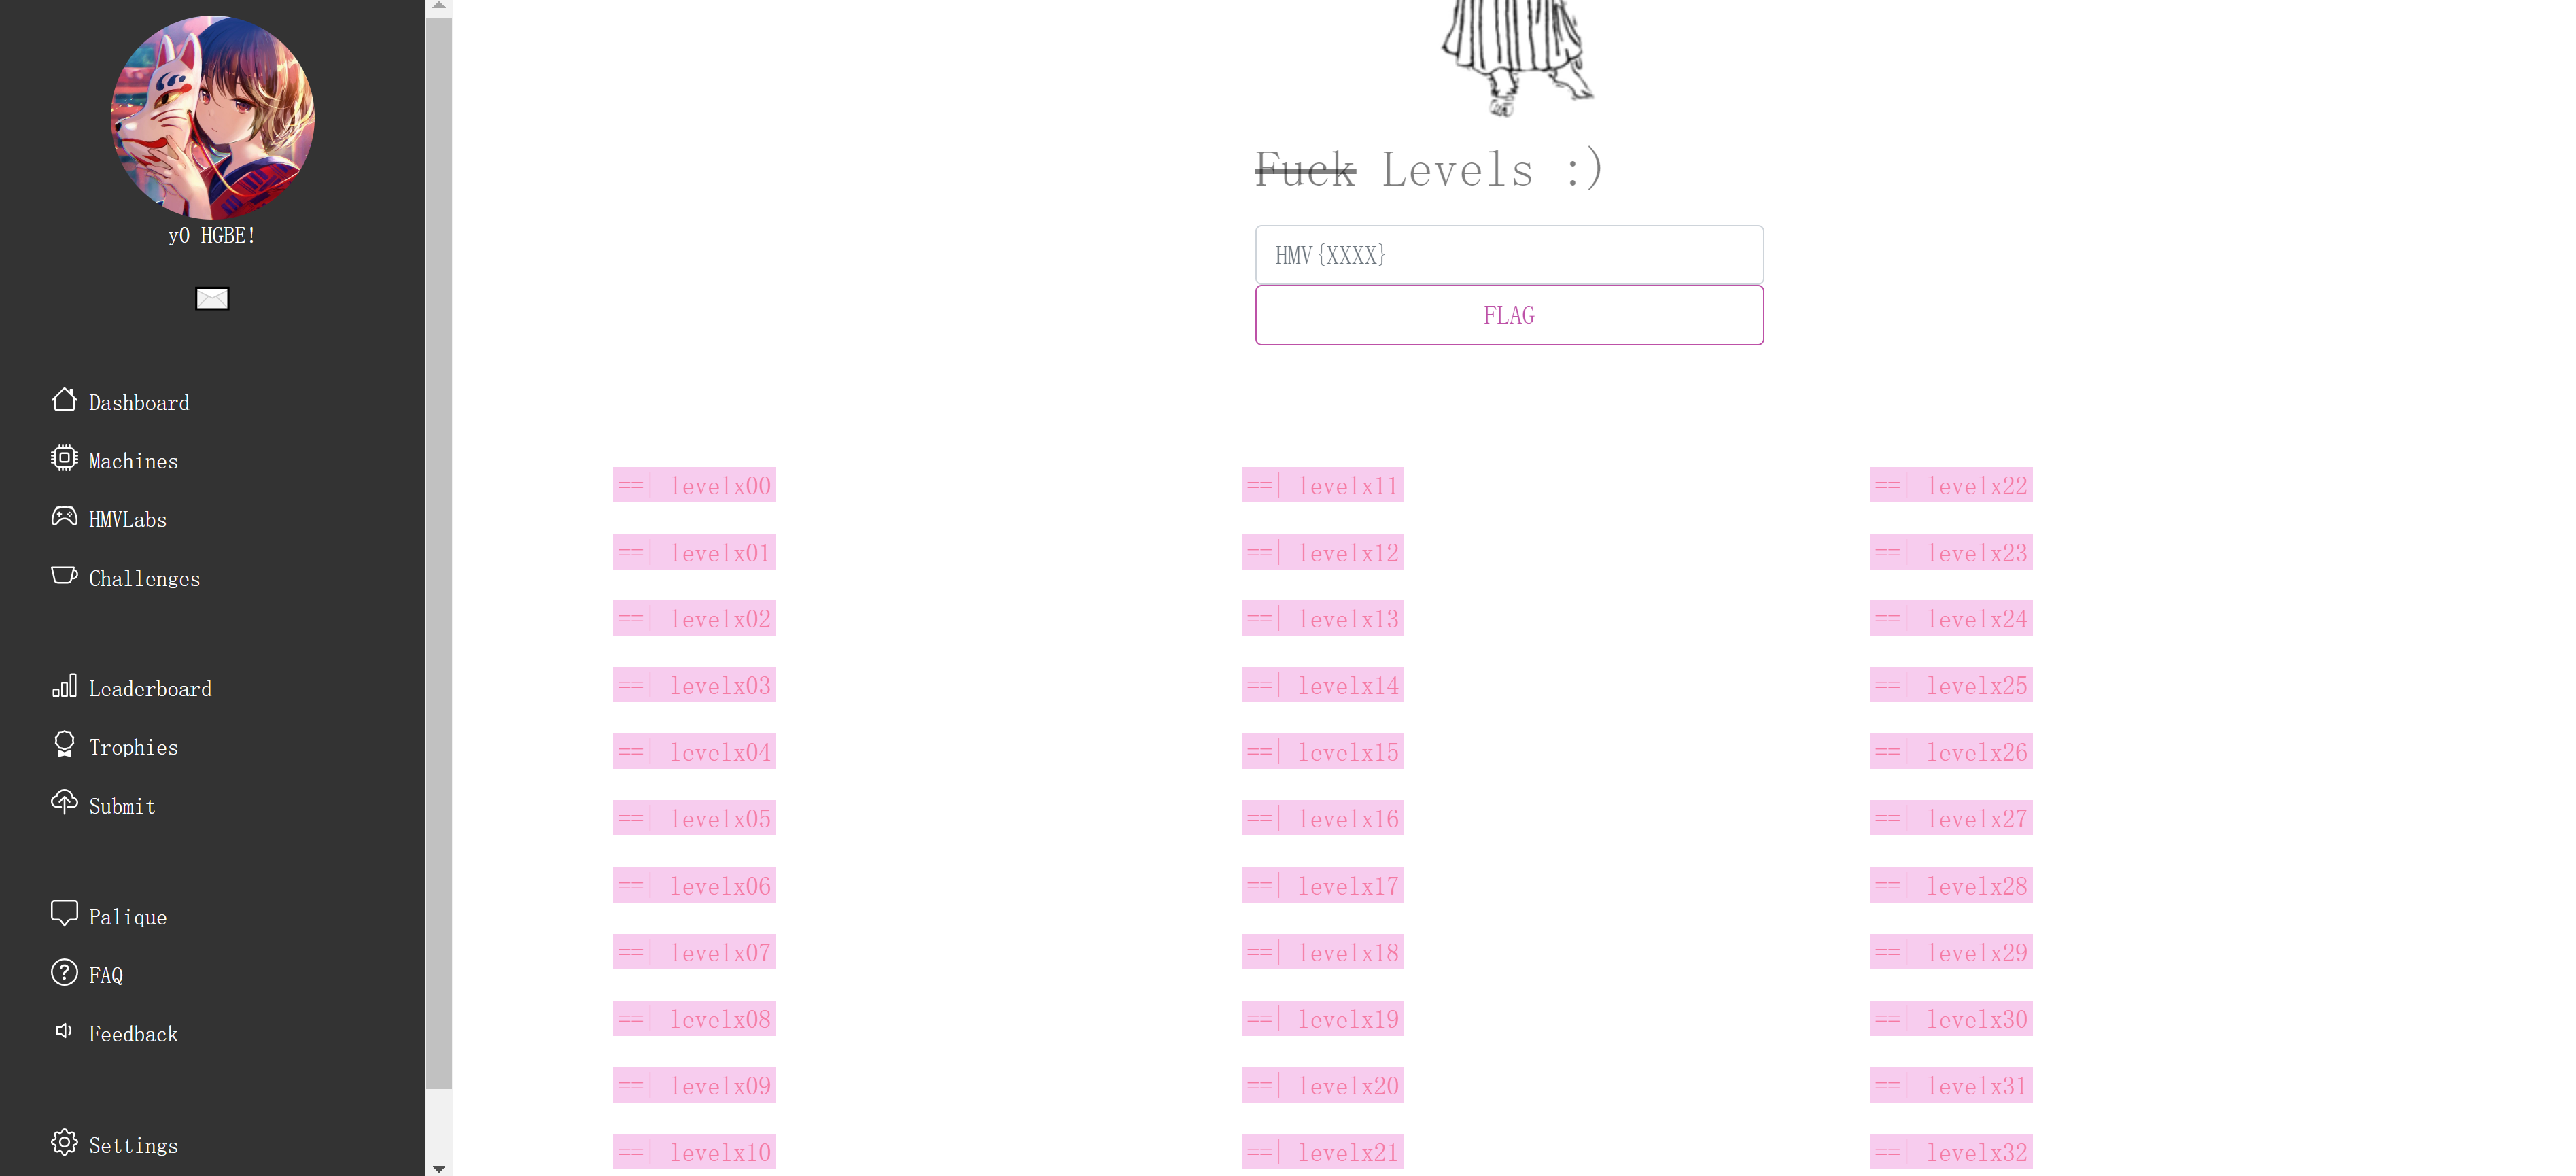 y0 HGBE!
Dashboard
Machines
HMVLabs
Challenges
Leaderboard
Trophies
Submit
Palique
FAQ
Feedback
Settings
Fuck Levels :)
HMV{XXXX}
FLAG
==| levelx00
==| levelx01
==| levelx02
==| levelx03
==| levelx04
==| levelx05
==| levelx06
==| levelx07
==| levelx08
==| levelx09
==| levelx10
==| levelx11
==| levelx12
==| levelx13
==| levelx14
==| levelx15
==| levelx16
==| levelx17
==| levelx18
==| levelx19
==| levelx20
==| levelx21
==| levelx22
==| levelx23
==| levelx24
==| levelx25
==| levelx26
==| levelx27
==| levelx28
==| levelx29
==| levelx30
==| levelx31
==| levelx32